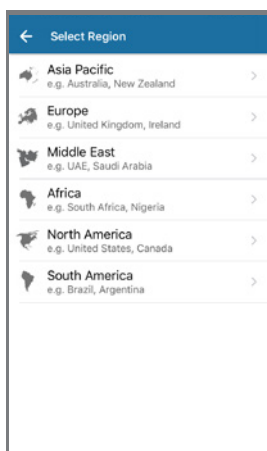 Select Region
Asia Pacific
e.g. Australia, New Zealand
Europe
e.g. United Kingdom, Ireland
Middle East
e.g. UAE, Saudi Arabia
Africa
e.g. South Africa, Nigeria
North America
e.g. United States, Canada
South America
e.g. Brazil, Argentina